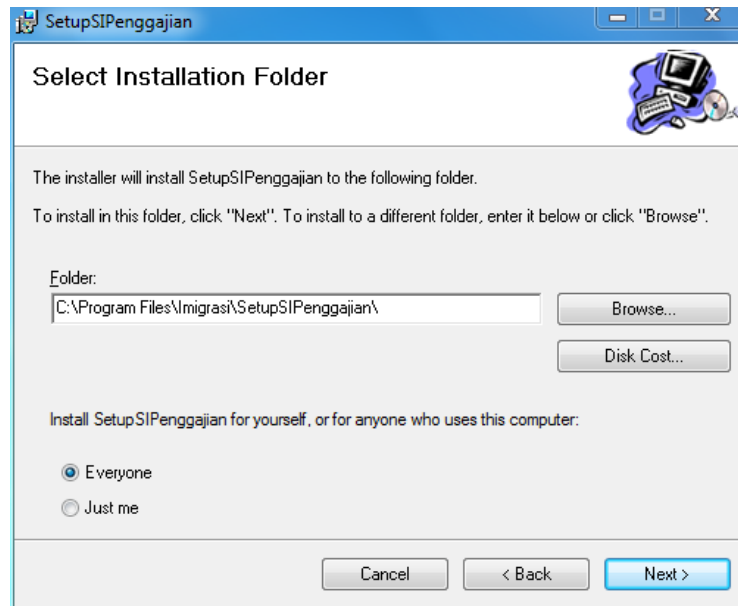 SetupSIPenggajian
Select Installation Folder
The installer will install SetupSIPenggajian to the following folder.
To install in this folder, click "Next". To install to a different folder, enter it below or click "Browse".
Folder:
C:\Program Files\Imigrasi\SetupSIPenggajian\
Browse...
Disk Cost...
Install SetupSIPenggajian for yourself, or for anyone who uses this computer:
Everyone
Just me
Cancel
< Back
Next >